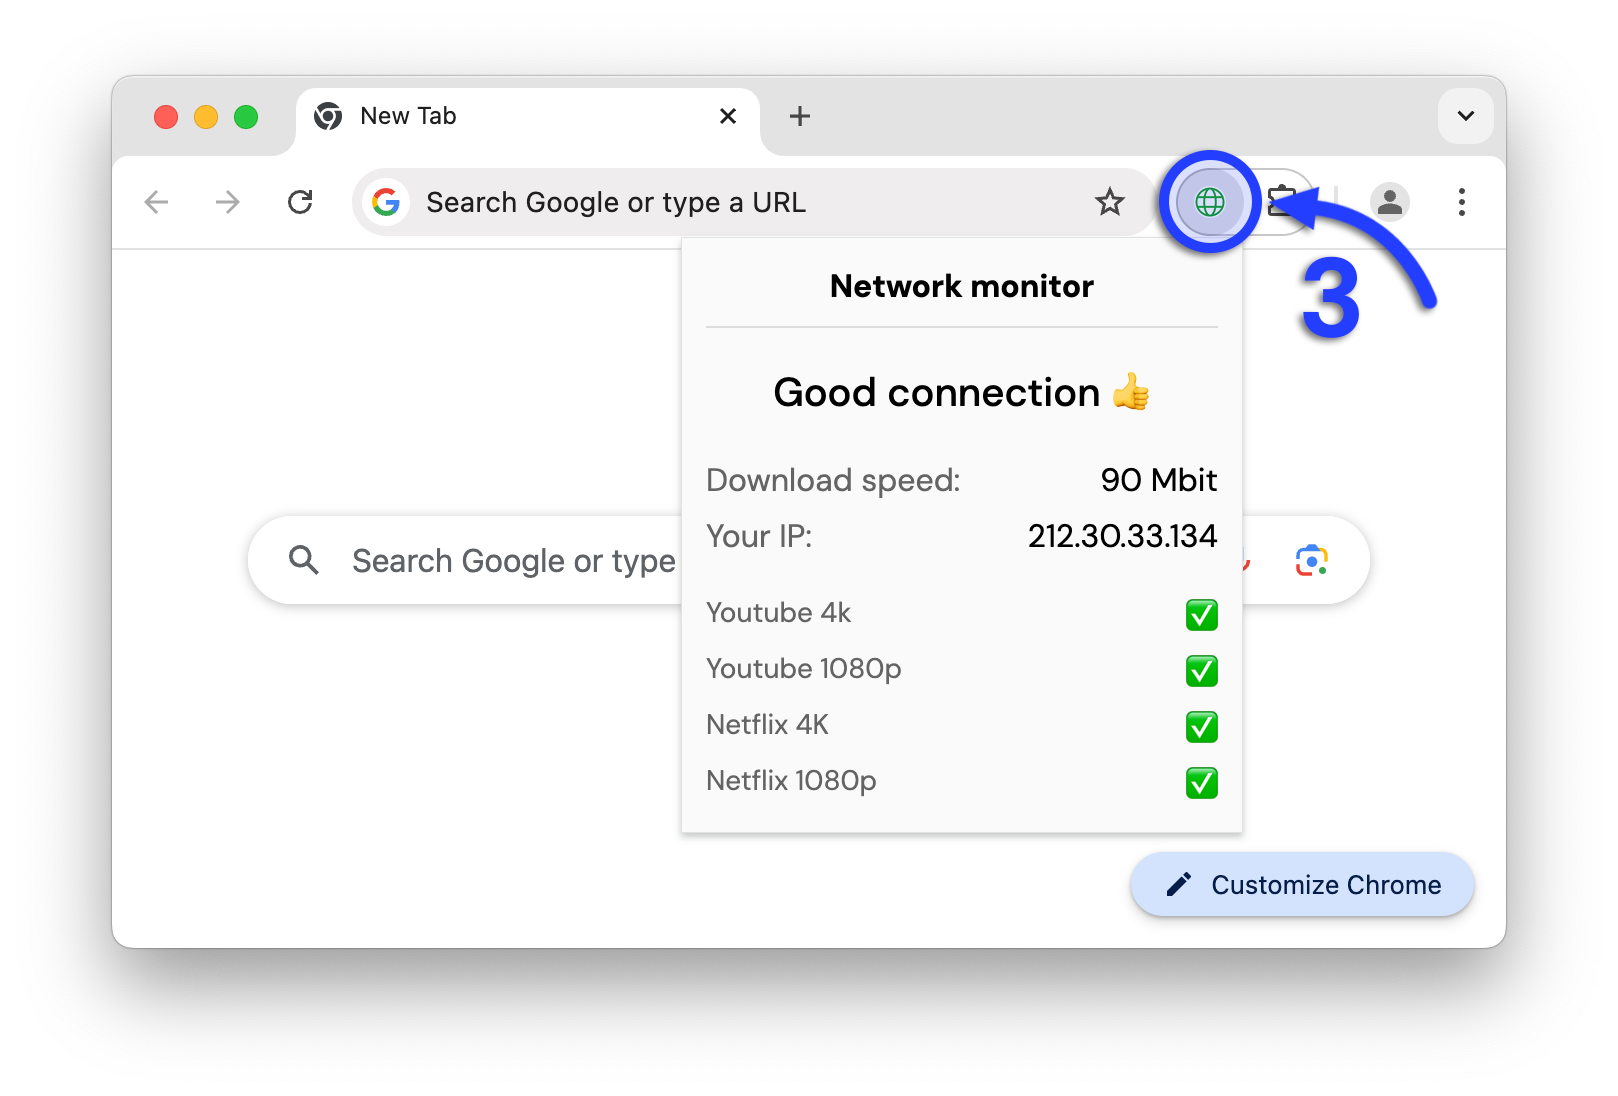 New Tab
Search Google or type a URL
3
Network monitor
Good connection 👍
Download speed: 90 Mbit
Your IP: 212.30.33.134
Search Google or type
Youtube 4k ✅
Youtube 1080p ✅
Netflix 4K ✅
Netflix 1080p ✅
Customize Chrome